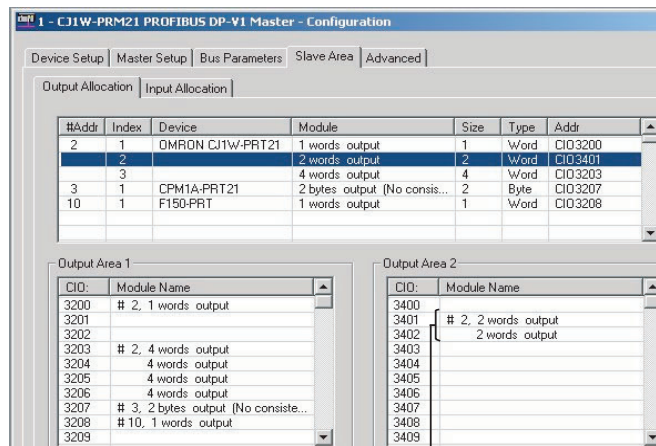 1 - CJ1W-PRM21 PROFIBUS DP-V1 Master - Configuration
Device Setup Master Setup Bus Parameters Slave Area Advanced
Output Allocation Input Allocation
#Addr Index Device Module Size Type Addr
2 1 OMRON CJ1W-PRT21 1 words output 1 Word CIO3200
2 2 words output 2 Word CIO3401
3 4 words output 4 Word CIO3203
3 1 CPM1A-PRT21 2 bytes output (No consis... 2 Byte CIO3207
10 1 F150-PRT 1 words output 1 Word CIO3208
Output Area 1
CIO: Module Name
3200 # 2, 1 words output
3201
3202
3203 # 2, 4 words output
3204 4 words output
3205 4 words output
3206 4 words output
3207 # 3, 2 bytes output (No consiste...
3208 # 10, 1 words output
3209
Output Area 2
CIO: Module Name
3400
3401 # 2, 2 words output
3402 2 words output
3403
3404
3405
3406
3407
3408
3409